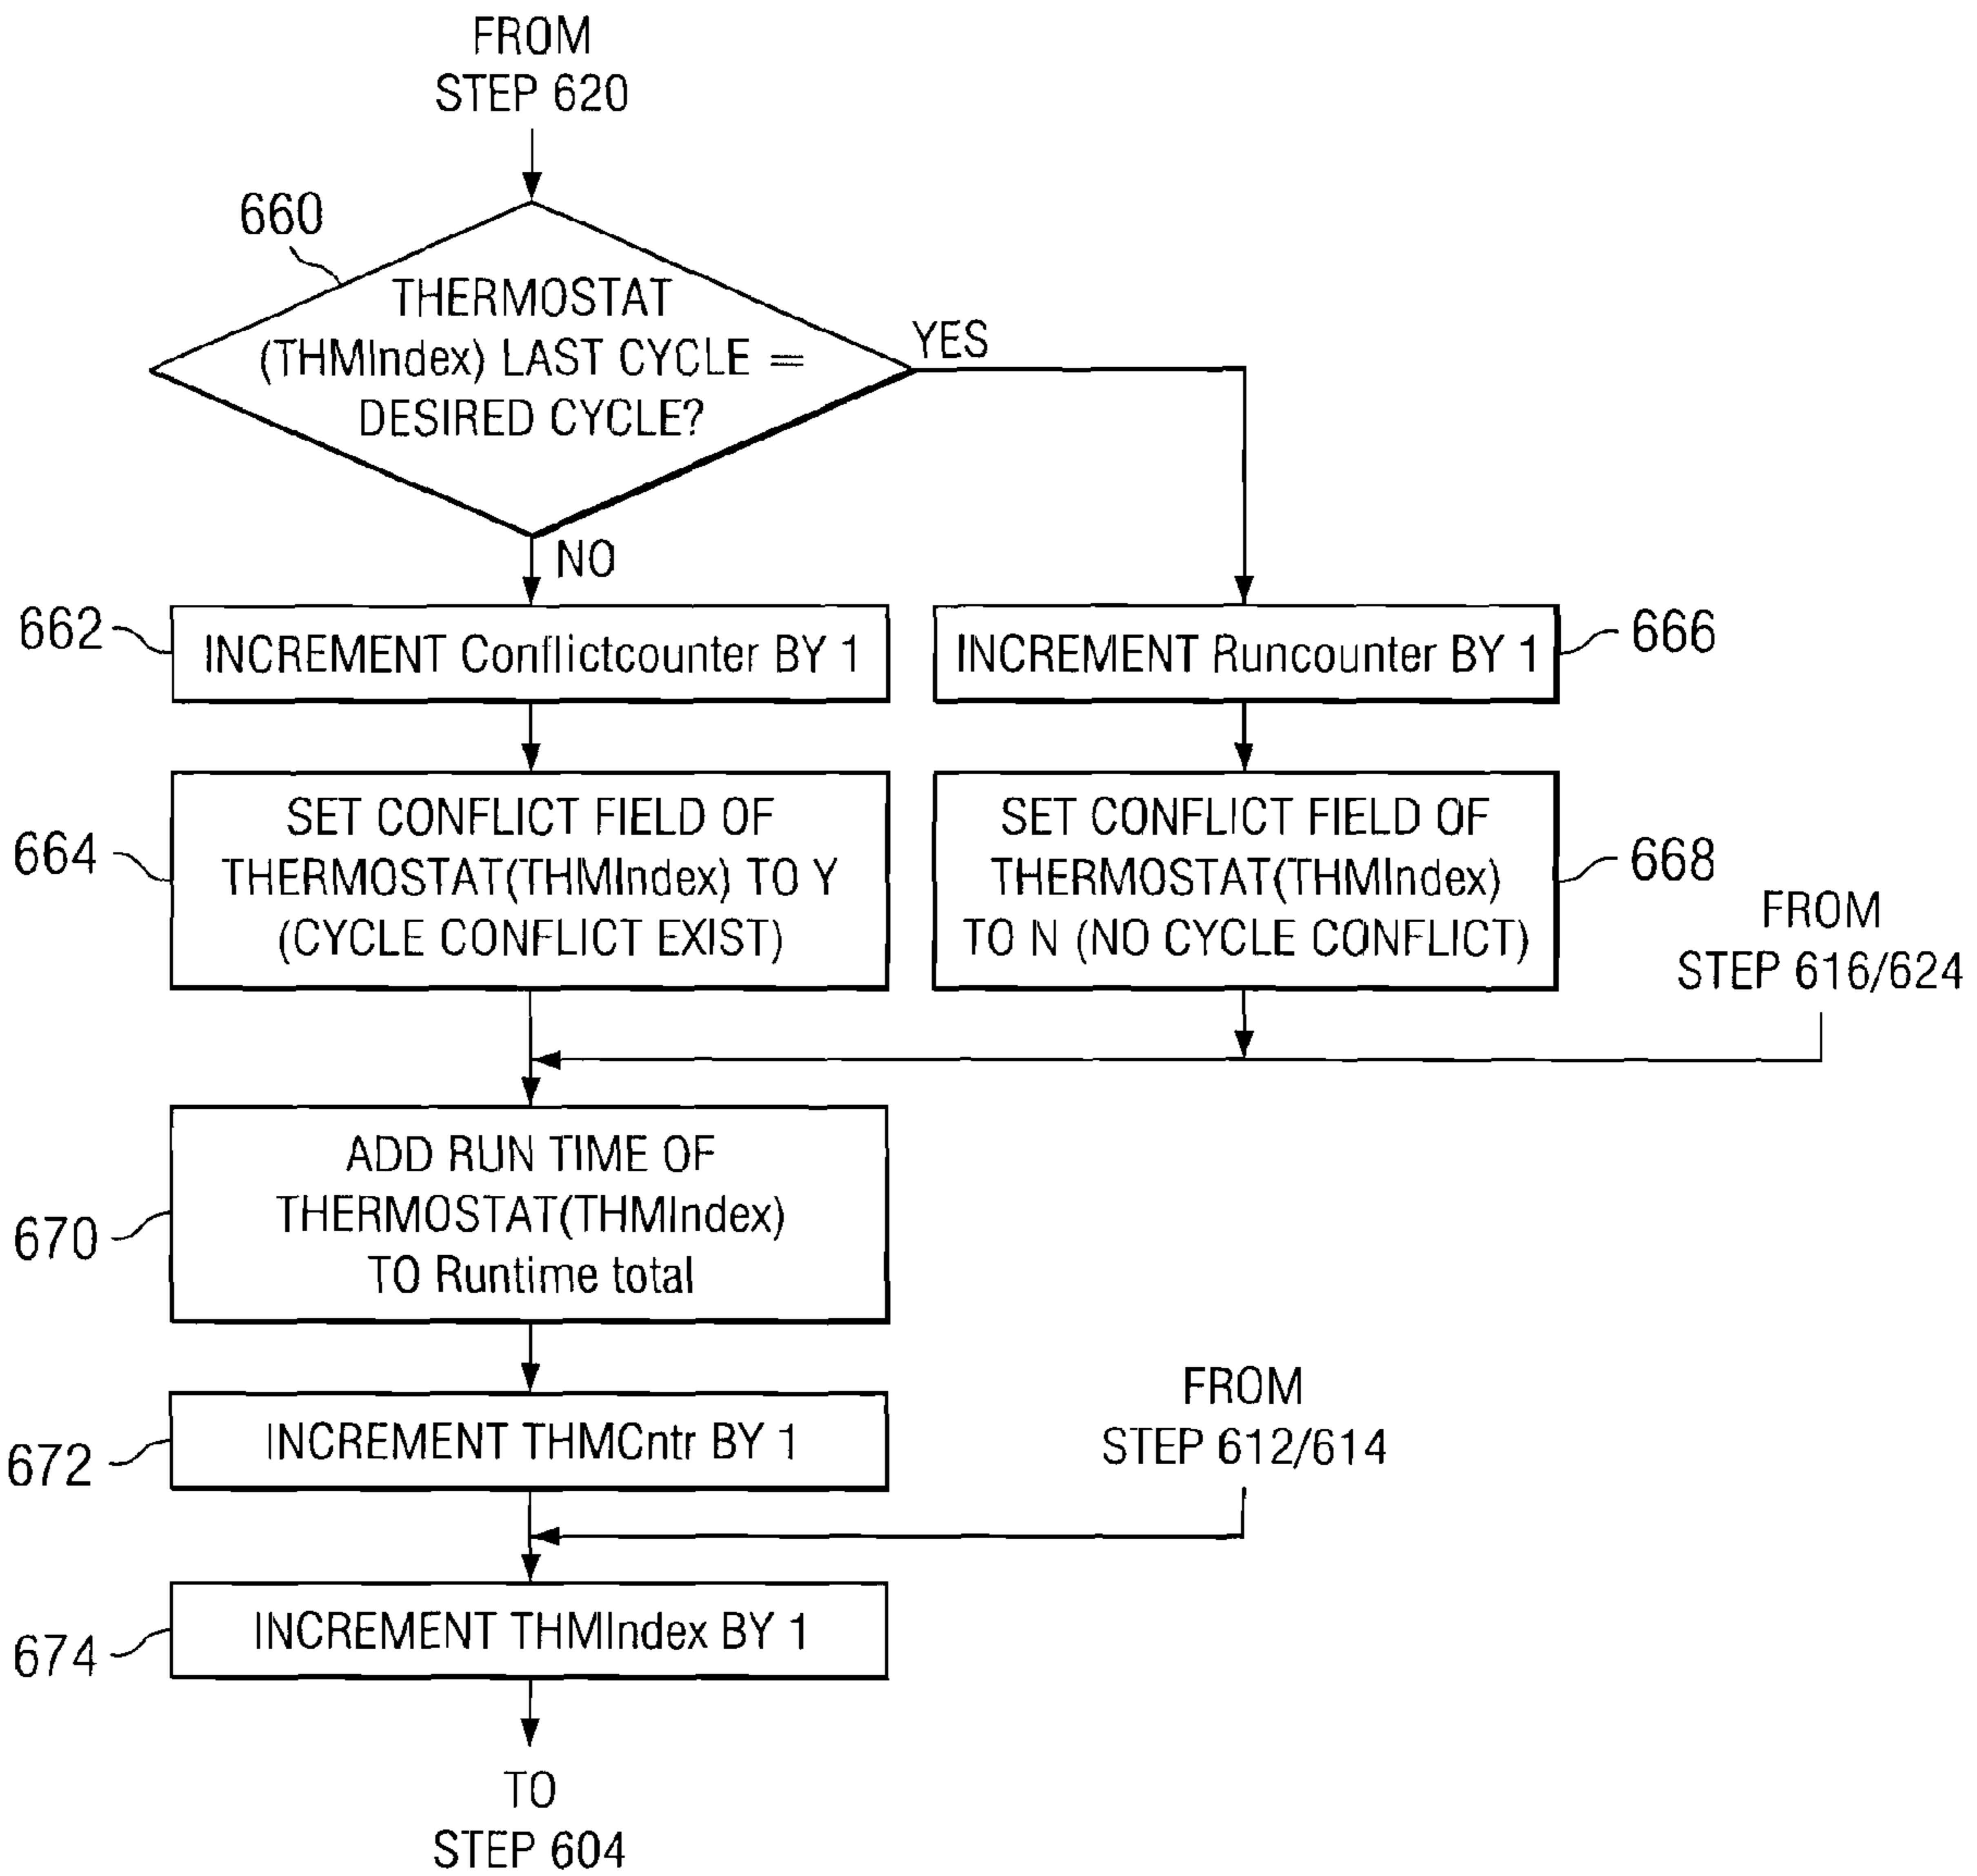 FROM
STEP 620
660
THERMOSTAT
(THMIndex) LAST CYCLE =
DESIRED CYCLE?
YES
NO
662
INCREMENT Conflictcounter BY 1
INCREMENT Runcounter BY 1
666
664
SET CONFLICT FIELD OF
THERMOSTAT(THMIndex) TO Y
(CYCLE CONFLICT EXIST)
SET CONFLICT FIELD OF
THERMOSTAT(THMIndex)
TO N (NO CYCLE CONFLICT)
668
FROM
STEP 616/624
670
ADD RUN TIME OF
THERMOSTAT(THMIndex)
TO Runtime total
672
INCREMENT THMCntr BY 1
FROM
STEP 612/614
674
INCREMENT THMIndex BY 1
TO
STEP 604